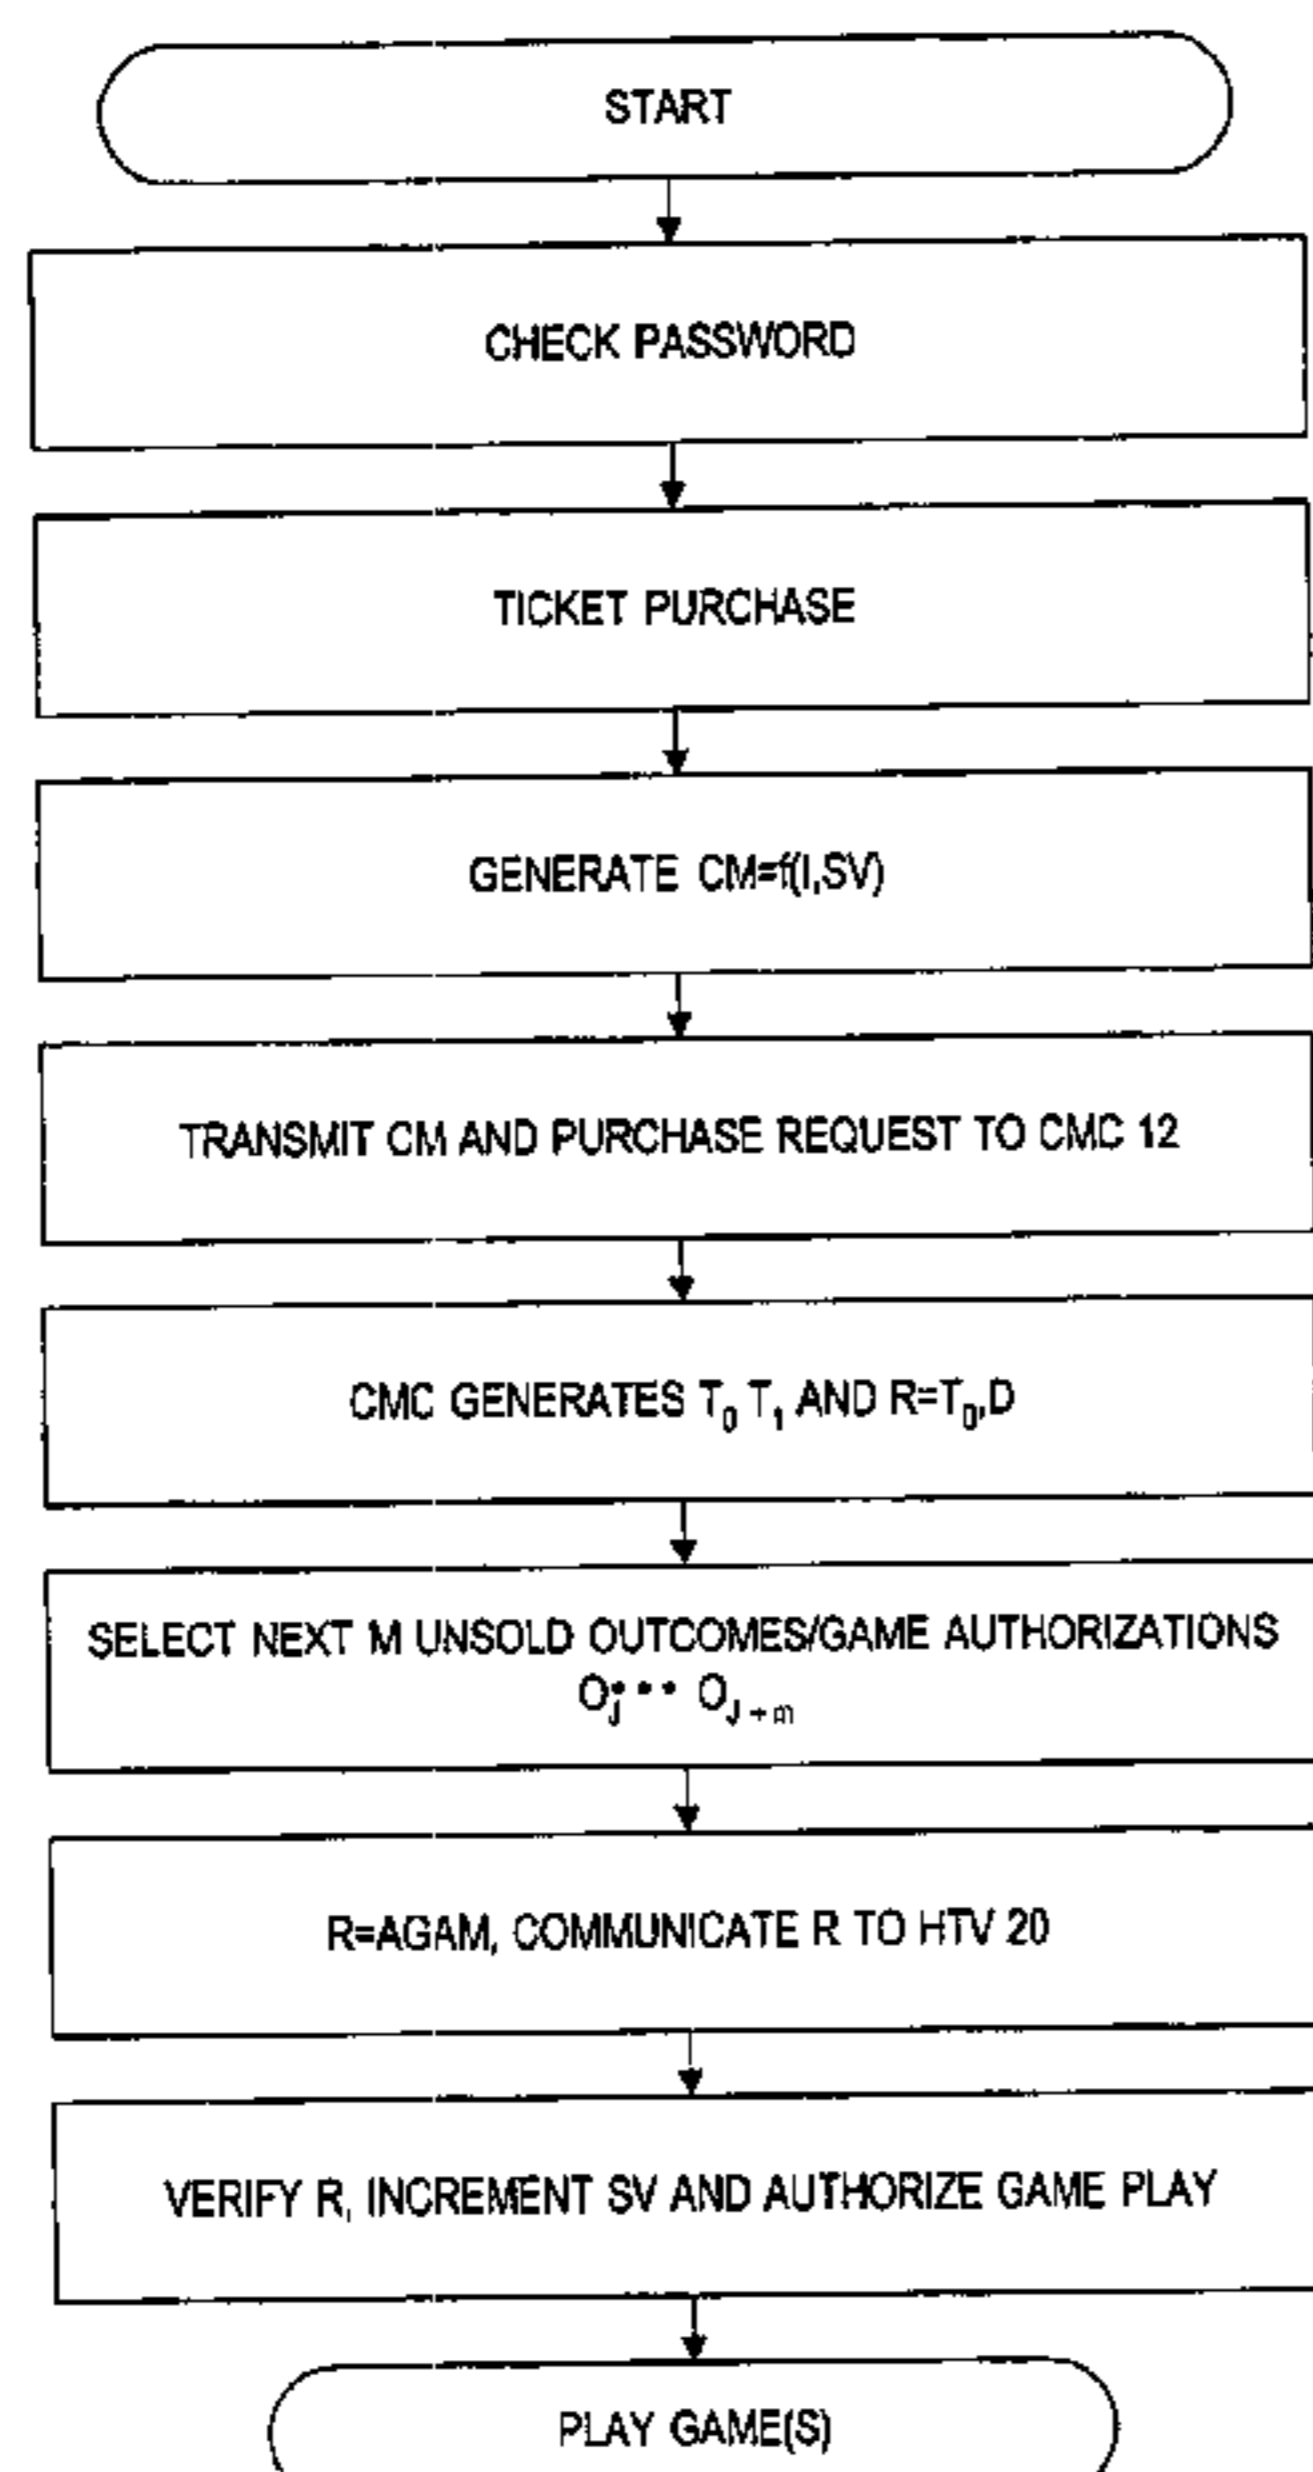 START
CHECK PASSWORD
TICKET PURCHASE
GENERATE CM=f(I,SV)
TRANSMIT CM AND PURCHASE REQUEST TO CMC 12
CMC GENERATES T₀ T₁ AND R=T₀,D
SELECT NEXT M UNSOLD OUTCOMES/GAME AUTHORIZATIONS
O_J••• O_J+m
R=AGAM, COMMUNICATE R TO HTV 20
VERIFY R, INCREMENT SV AND AUTHORIZE GAME PLAY
PLAY GAME(S)